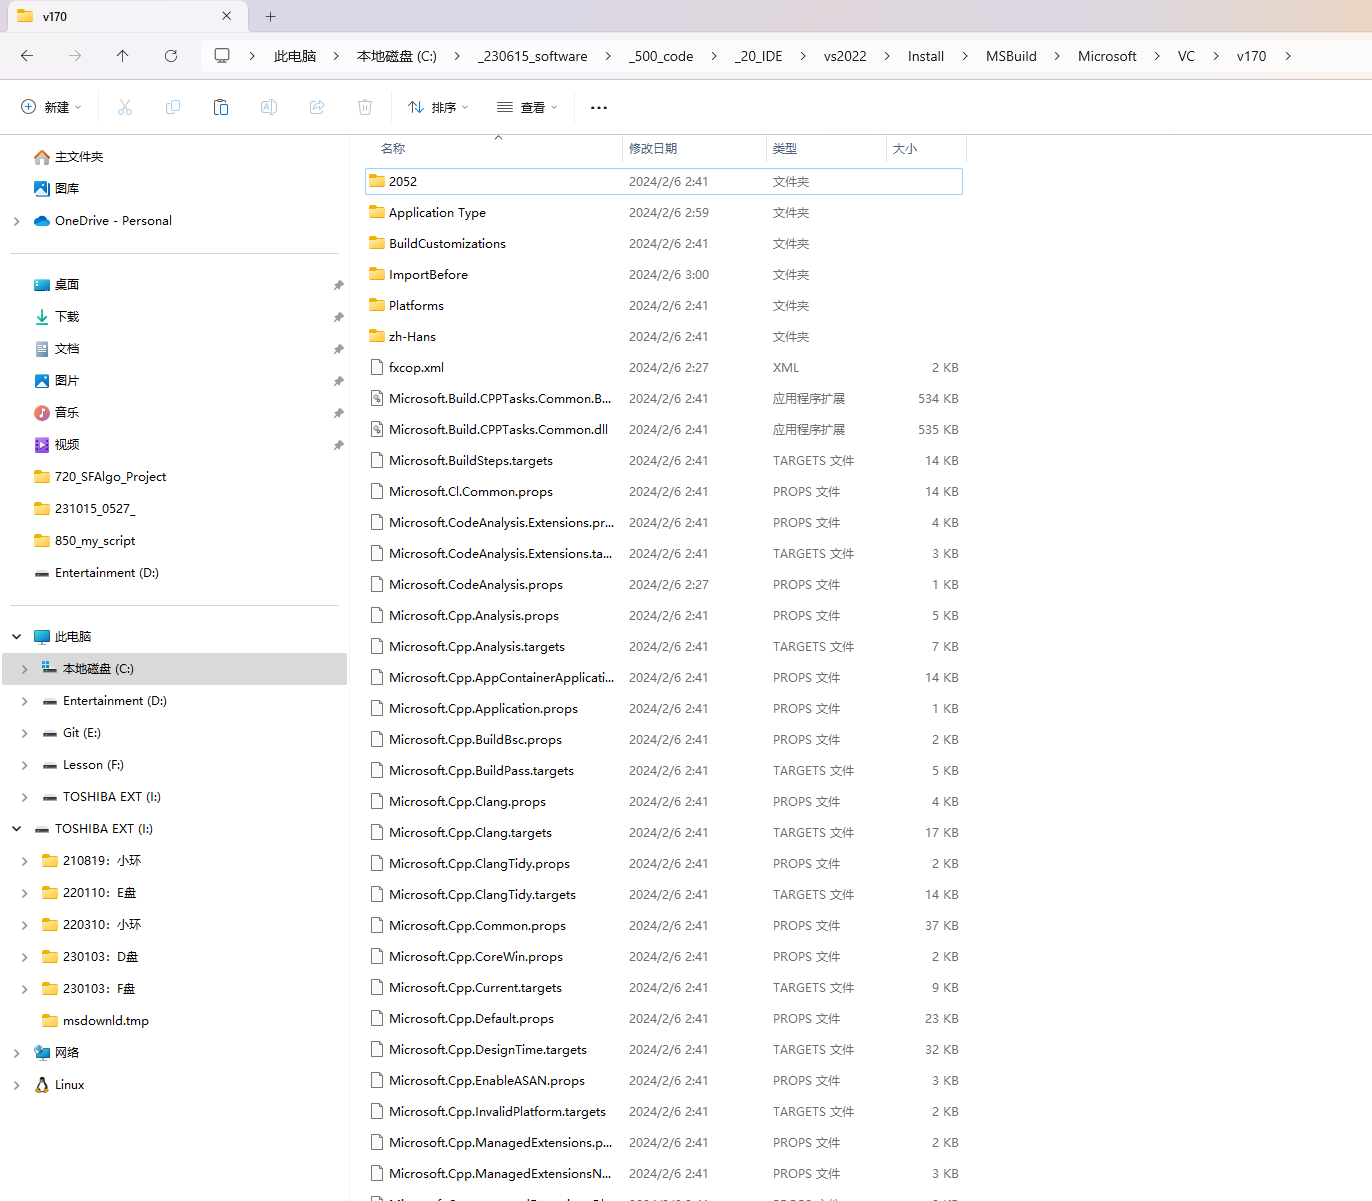 v170
此电脑 本地磁盘 (C:) _230615_software _500_code _20_IDE vs2022 Install MSBuild Microsoft VC v170
新建 排序 查看
主文件夹
图库
OneDrive - Personal
桌面
下载
文档
图片
音乐
视频
720_SFAlgo_Project
231015_0527_
850_my_script
Entertainment (D:)
此电脑
本地磁盘 (C:)
Entertainment (D:)
Git (E:)
Lesson (F:)
TOSHIBA EXT (I:)
TOSHIBA EXT (I:)
210819：小环
220110：E盘
220310：小环
230103：D盘
230103：F盘
msdownld.tmp
网络
Linux
名称 修改日期 类型 大小
2052 2024/2/6 2:41 文件夹
Application Type 2024/2/6 2:59 文件夹
BuildCustomizations 2024/2/6 2:41 文件夹
ImportBefore 2024/2/6 3:00 文件夹
Platforms 2024/2/6 2:41 文件夹
zh-Hans 2024/2/6 2:41 文件夹
fxcop.xml 2024/2/6 2:27 XML 2 KB
Microsoft.Build.CPPTasks.Common.B... 2024/2/6 2:41 应用程序扩展 534 KB
Microsoft.Build.CPPTasks.Common.dll 2024/2/6 2:41 应用程序扩展 535 KB
Microsoft.BuildSteps.targets 2024/2/6 2:41 TARGETS 文件 14 KB
Microsoft.Cl.Common.props 2024/2/6 2:41 PROPS 文件 14 KB
Microsoft.CodeAnalysis.Extensions.pr... 2024/2/6 2:41 PROPS 文件 4 KB
Microsoft.CodeAnalysis.Extensions.ta... 2024/2/6 2:41 TARGETS 文件 3 KB
Microsoft.CodeAnalysis.props 2024/2/6 2:27 PROPS 文件 1 KB
Microsoft.Cpp.Analysis.props 2024/2/6 2:41 PROPS 文件 5 KB
Microsoft.Cpp.Analysis.targets 2024/2/6 2:41 TARGETS 文件 7 KB
Microsoft.Cpp.AppContainerApplicati... 2024/2/6 2:41 PROPS 文件 14 KB
Microsoft.Cpp.Application.props 2024/2/6 2:41 PROPS 文件 1 KB
Microsoft.Cpp.BuildBsc.props 2024/2/6 2:41 PROPS 文件 2 KB
Microsoft.Cpp.BuildPass.targets 2024/2/6 2:41 TARGETS 文件 5 KB
Microsoft.Cpp.Clang.props 2024/2/6 2:41 PROPS 文件 4 KB
Microsoft.Cpp.Clang.targets 2024/2/6 2:41 TARGETS 文件 17 KB
Microsoft.Cpp.ClangTidy.props 2024/2/6 2:41 PROPS 文件 2 KB
Microsoft.Cpp.ClangTidy.targets 2024/2/6 2:41 TARGETS 文件 14 KB
Microsoft.Cpp.Common.props 2024/2/6 2:41 PROPS 文件 37 KB
Microsoft.Cpp.CoreWin.props 2024/2/6 2:41 PROPS 文件 2 KB
Microsoft.Cpp.Current.targets 2024/2/6 2:41 TARGETS 文件 9 KB
Microsoft.Cpp.Default.props 2024/2/6 2:41 PROPS 文件 23 KB
Microsoft.Cpp.DesignTime.targets 2024/2/6 2:41 TARGETS 文件 32 KB
Microsoft.Cpp.EnableASAN.props 2024/2/6 2:41 PROPS 文件 3 KB
Microsoft.Cpp.InvalidPlatform.targets 2024/2/6 2:41 TARGETS 文件 2 KB
Microsoft.Cpp.ManagedExtensions.p... 2024/2/6 2:41 PROPS 文件 2 KB
Microsoft.Cpp.ManagedExtensionsN... 2024/2/6 2:41 PROPS 文件 3 KB